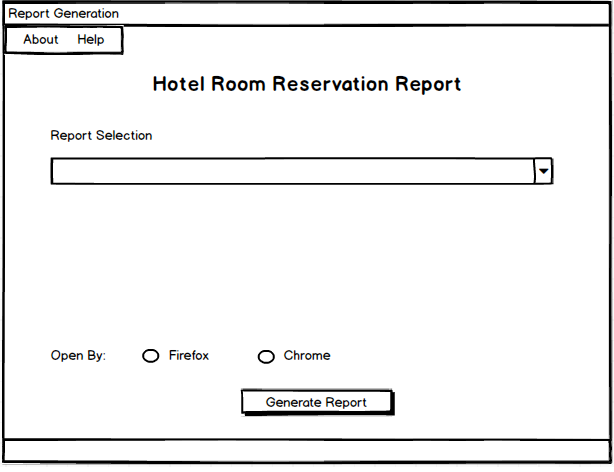 Report Generation
About Help
Hotel Room Reservation Report
Report Selection
Open By: Firefox Chrome
Generate Report